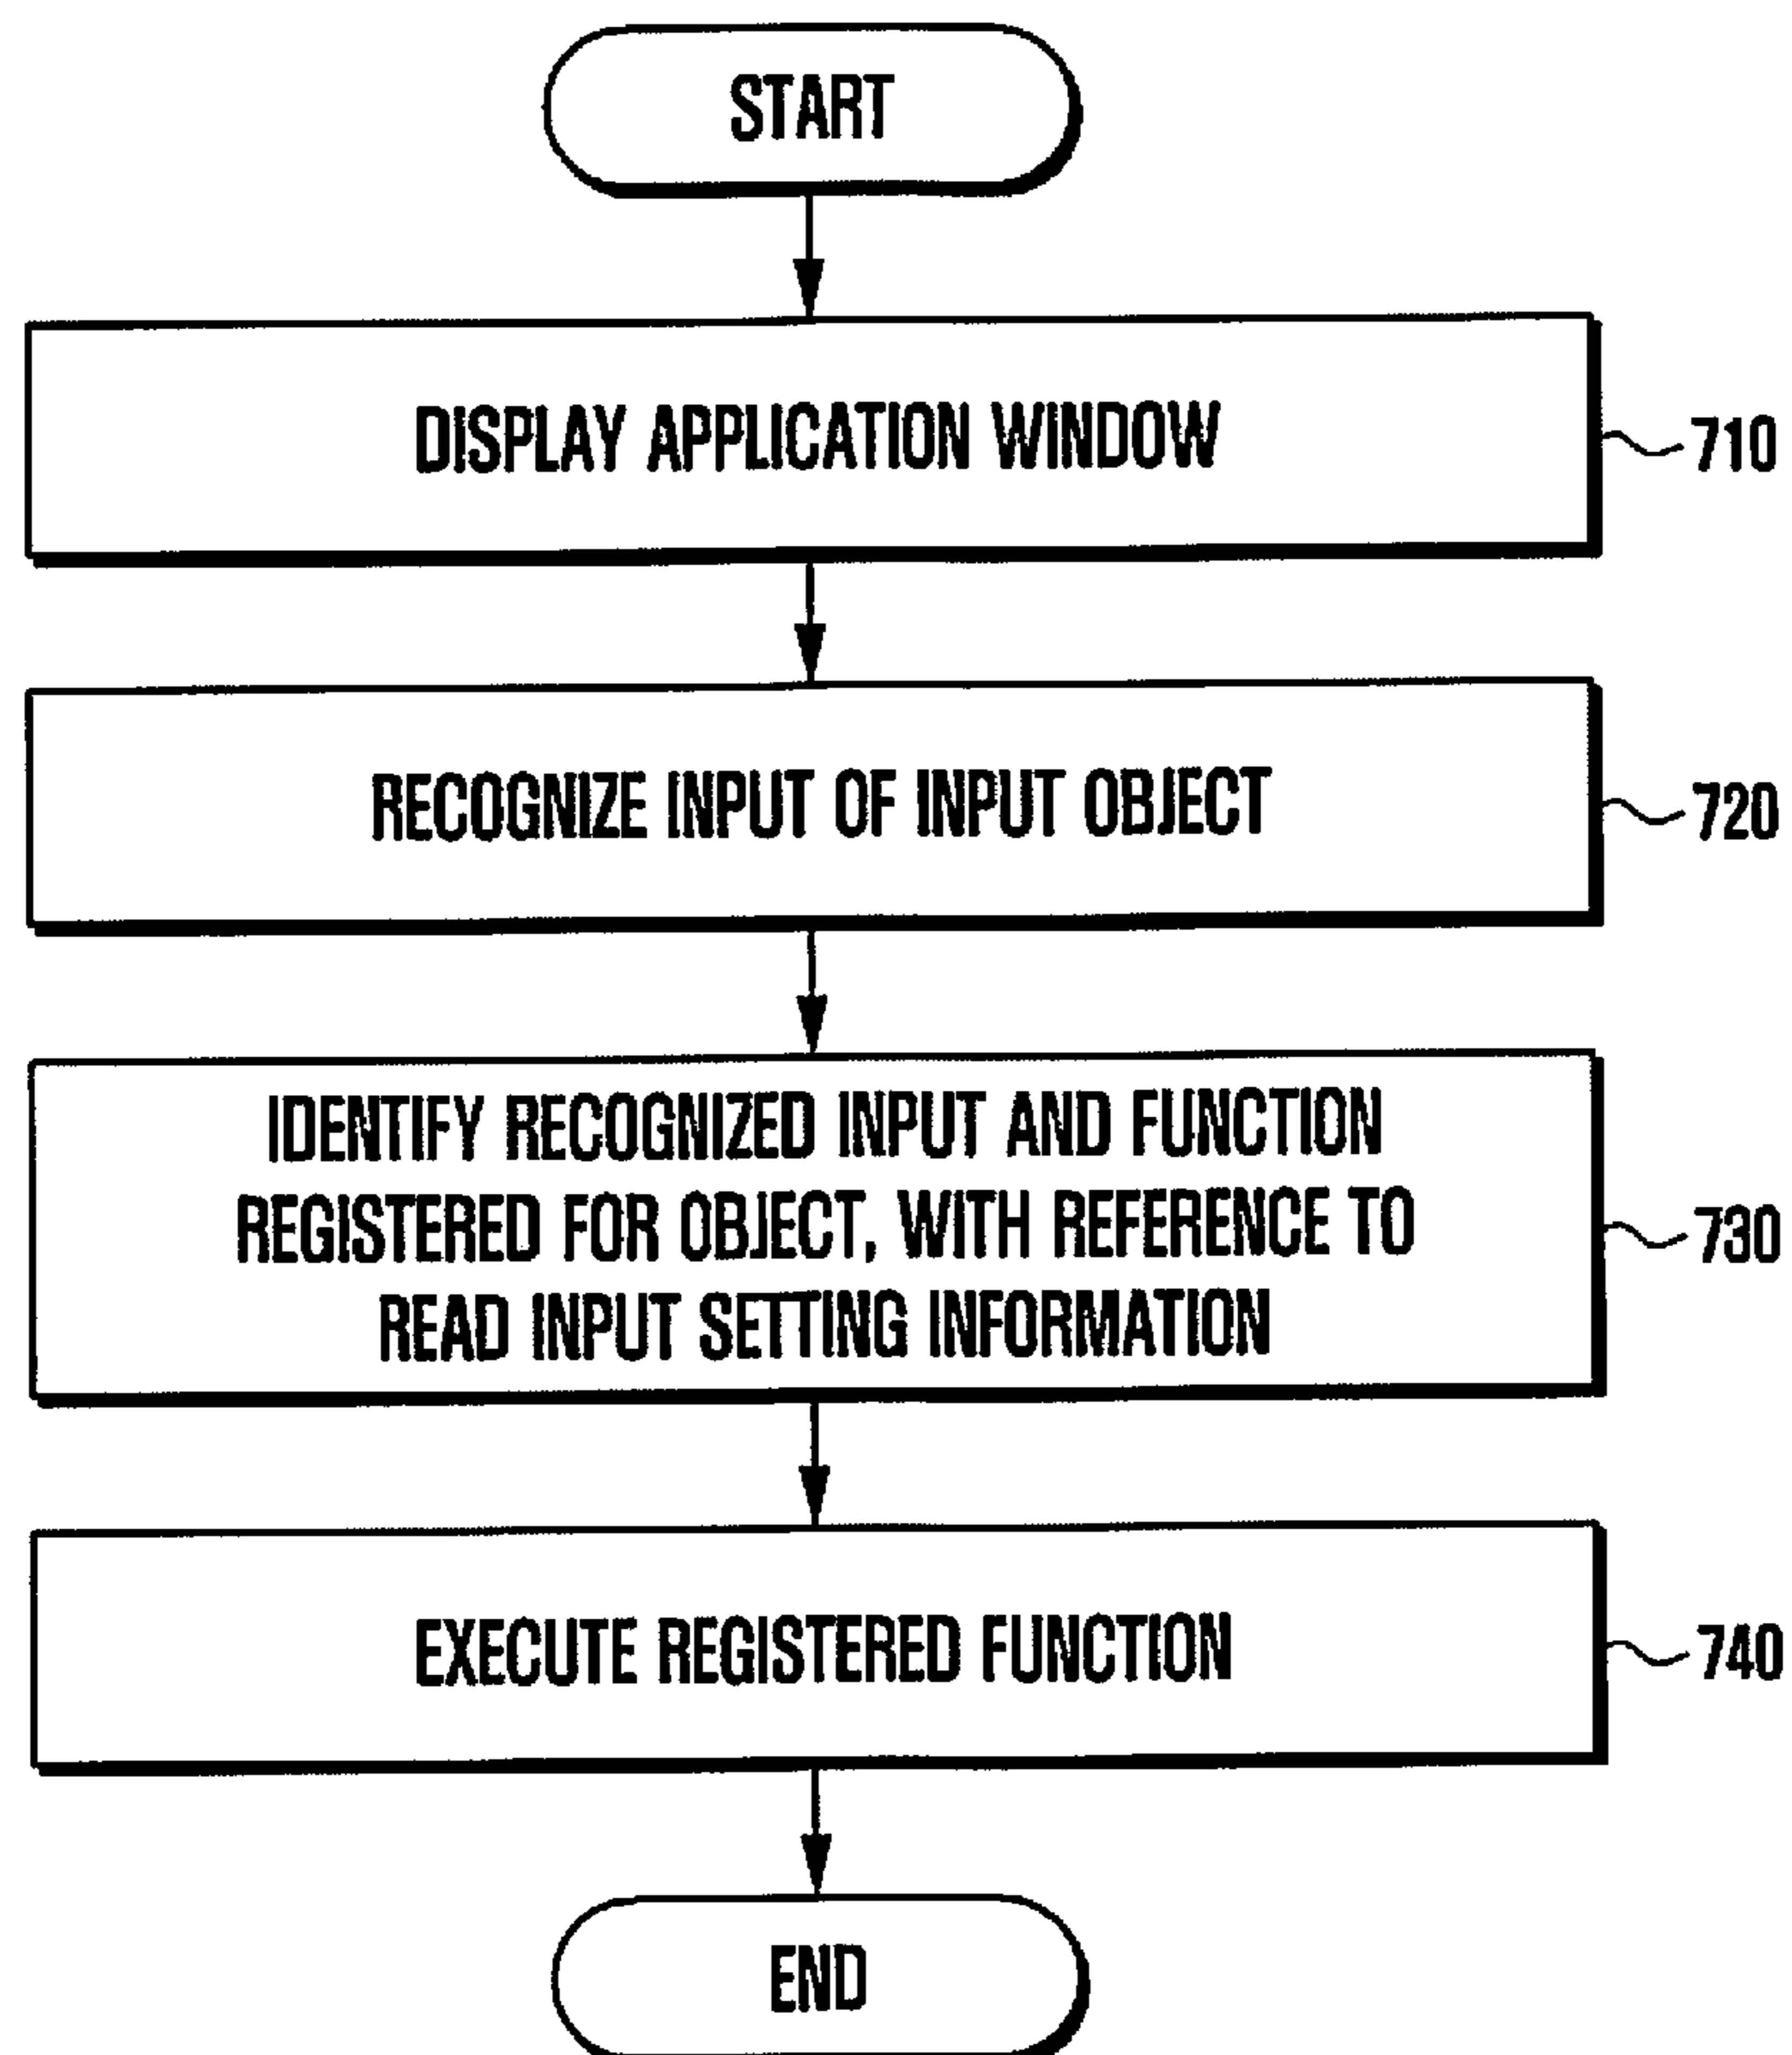 START
DISPLAY APPLICATION WINDOW
710
RECOGNIZE INPUT OF INPUT OBJECT
720
IDENTIFY RECOGNIZED INPUT AND FUNCTION
REGISTERED FOR OBJECT, WITH REFERENCE TO
READ INPUT SETTING INFORMATION
730
EXECUTE REGISTERED FUNCTION
740
END